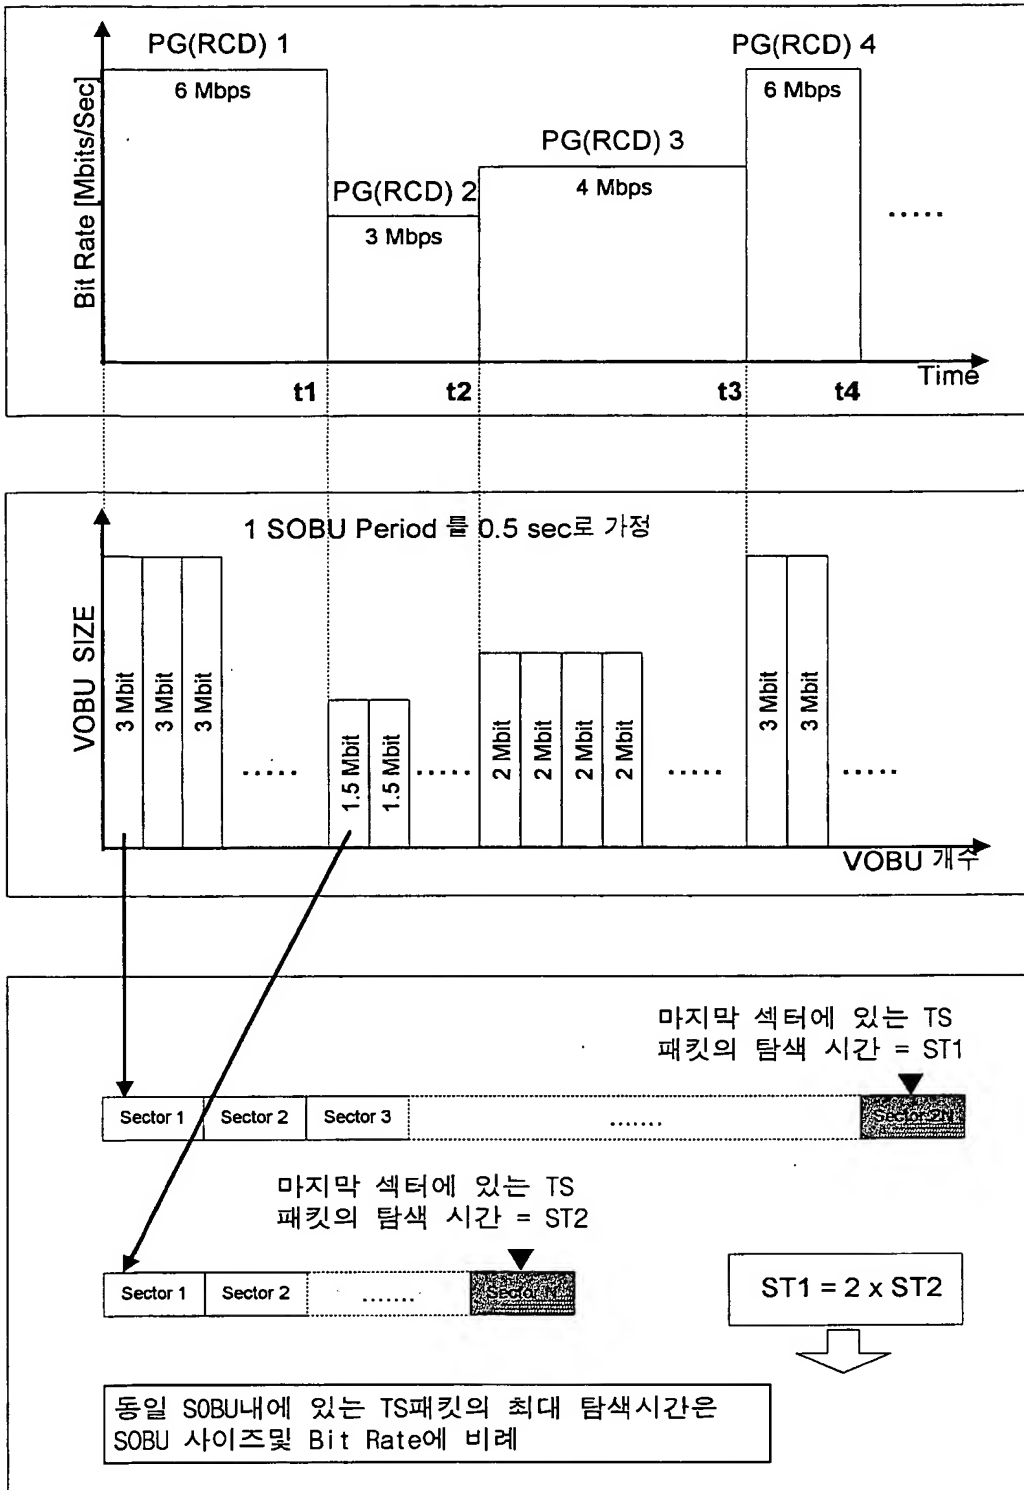 PG(RCD) 1
PG(RCD) 4
6 Mbps
6 Mbps
PG(RCD) 3
PG(RCD) 2
4 Mbps
3 Mbps
.....
Bit Rate [Mbits/Sec]
t1
t2
t3
t4
Time
1 SOBU Period 를 0.5 sec로 가정
VOBU SIZE
3 Mbit
3 Mbit
3 Mbit
.....
1.5 Mbit
1.5 Mbit
.....
2 Mbit
2 Mbit
2 Mbit
2 Mbit
.....
3 Mbit
3 Mbit
.....
VOBU 개수
마지막 섹터에 있는 TS
패킷의 탐색 시간 = ST1
Sector 1
Sector 2
Sector 3
.......
Sector 2N
마지막 섹터에 있는 TS
패킷의 탐색 시간 = ST2
Sector 1
Sector 2
.......
Sector N
ST1 = 2 x ST2
동일 SOBU내에 있는 TS패킷의 최대 탐색시간은
SOBU 사이즈및 Bit Rate에 비례